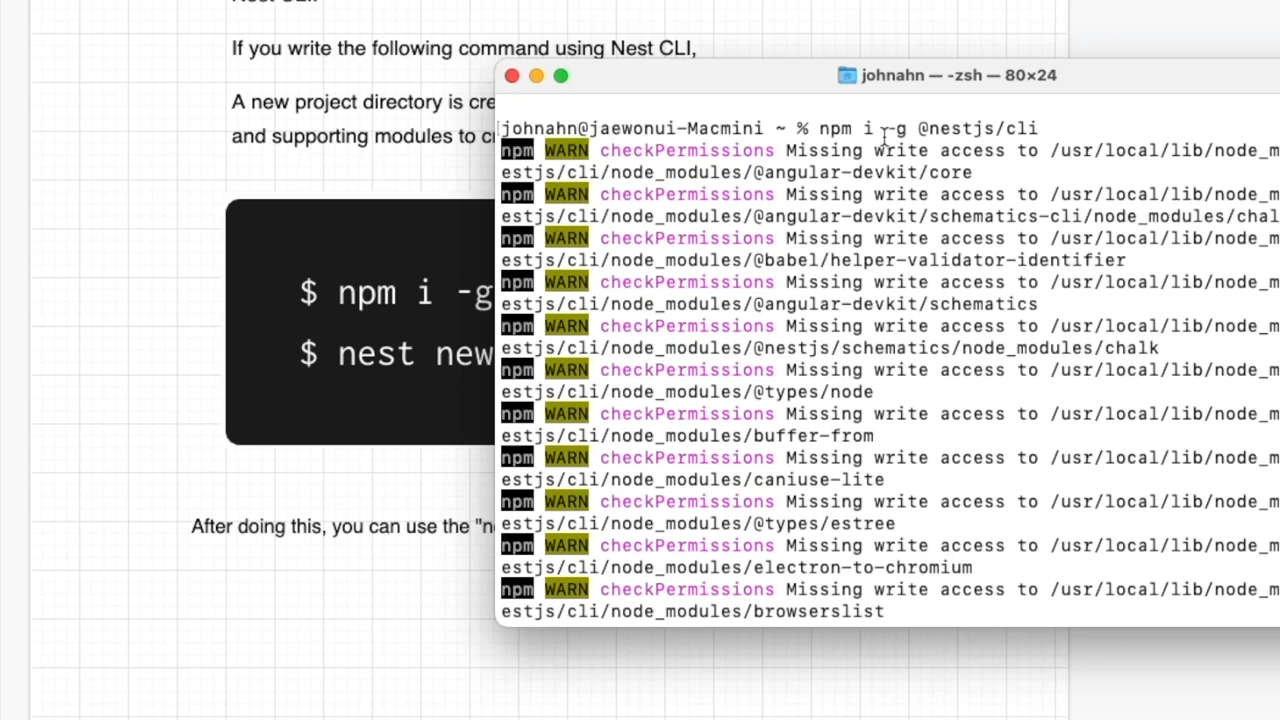 If you write the following command using Nest CLI,
A new project directory is cre
and supporting modules to
$ npm i -g
$ nest new
After doing this, you can use the
johnahn — -zsh — 80×24
johnahn@jaewonui-Macmini ~ % npm i -g @nestjs/cli
npm WARN checkPermissions Missing write access to /usr/local/lib/node_m
estjs/cli/node_modules/@angular-devkit/core
npm WARN checkPermissions Missing write access to /usr/local/lib/node_m
estjs/cli/node_modules/@angular-devkit/schematics-cli/node_modules/chal
npm WARN checkPermissions Missing write access to /usr/local/lib/node_m
estjs/cli/node_modules/@babel/helper-validator-identifier
npm WARN checkPermissions Missing write access to /usr/local/lib/node_m
estjs/cli/node_modules/@angular-devkit/schematics
npm WARN checkPermissions Missing write access to /usr/local/lib/node_m
estjs/cli/node_modules/@nestjs/schematics/node_modules/chalk
npm WARN checkPermissions Missing write access to /usr/local/lib/node_m
estjs/cli/node_modules/@types/node
npm WARN checkPermissions Missing write access to /usr/local/lib/node_m
estjs/cli/node_modules/buffer-from
npm WARN checkPermissions Missing write access to /usr/local/lib/node_m
estjs/cli/node_modules/caniuse-lite
npm WARN checkPermissions Missing write access to /usr/local/lib/node_m
estjs/cli/node_modules/@types/estree
npm WARN checkPermissions Missing write access to /usr/local/lib/node_m
estjs/cli/node_modules/electron-to-chromium
npm WARN checkPermissions Missing write access to /usr/local/lib/node_m
estjs/cli/node_modules/browserslist